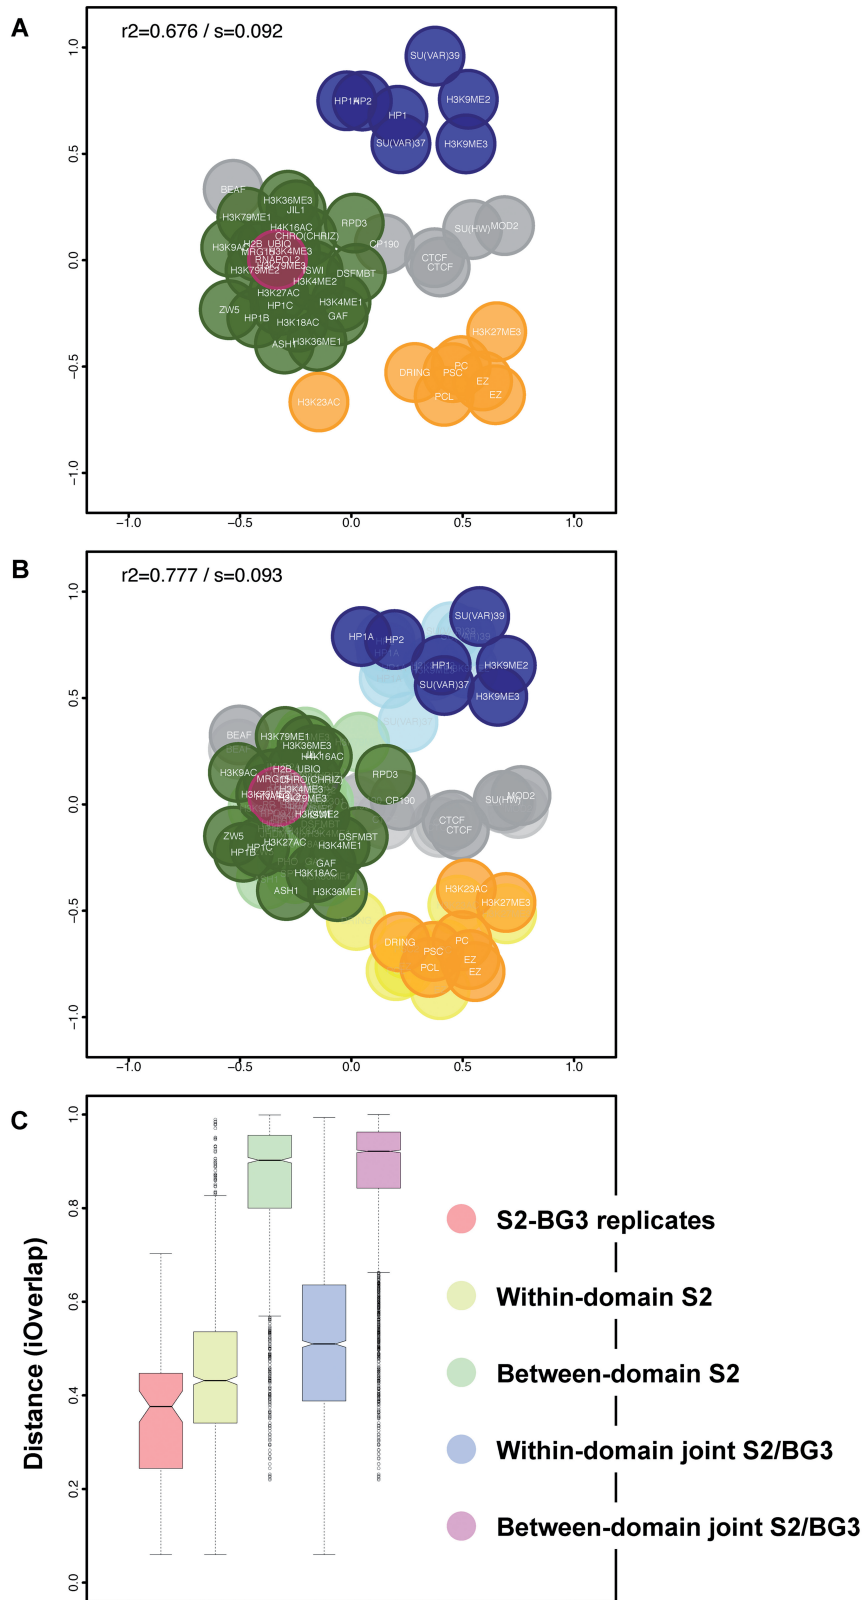 A
r2=0.676 / s=0.092
1.0
0.5
0.0
−0.5
−1.0
SU(VAR)39
HP1A
HP2
H3K9ME2
HP1
SU(VAR)37
H3K9ME3
BEAF
H3K36ME3
JIL1
H3K79ME1
RPD3
H4K16AC
CHRO(CHRIZ)
SU(HW)
MOD2
CP190
H3K9AC
H2B UBIQ
H3K4ME3
RNAPOL2
H3K79ME3
CTCF
CTCF
H3K79ME2
ISWI
DSFMBT
H3K4ME2
H3K27AC
H3K4ME1
HP1C
ZW5
HP1B
GAF
H3K18AC
H3K27ME3
ASH1
H3K36ME1
PC
DRING
PSC
EZ
PCL
EZ
H3K23AC
−1.0 −0.5 0.0 0.5 1.0
B
r2=0.777 / s=0.093
1.0
0.5
0.0
−0.5
−1.0
SU(VAR)39
HP1A
HP2
HP1
H3K9ME2
SU(VAR)37
H3K9ME3
BEAF
BEAF
H3K79ME1
H3K36ME3
H4K16AC
H3K9AC
H2B UBIQ
RPD3
MRG15
CHRO(CHRIZ)
H3K4ME3
H3K79ME3
CP190
SU(HW)
MOD2
H3K4ME2
CTCF
CTCF
ZW5
DSFMBT
H3K27AC
H3K4ME1
HP1C
HP1B
GAF
H3K18AC
ASH1
H3K36ME1
H3K23AC
H3K27ME3
DRING
PC
PSC
EZ
PCL
EZ
−1.0 −0.5 0.0 0.5 1.0
C
Distance (iOverlap)
1.0
0.8
0.6
0.4
0.2
0.0
S2-BG3 replicates
Within-domain S2
Between-domain S2
Within-domain joint S2/BG3
Between-domain joint S2/BG3